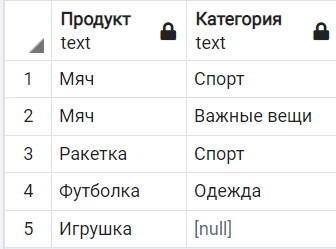 Продукт Категория
text text
1 Мяч Спорт
2 Мяч Важные вещи
3 Ракетка Спорт
4 Футболка Одежда
5 Игрушка [null]